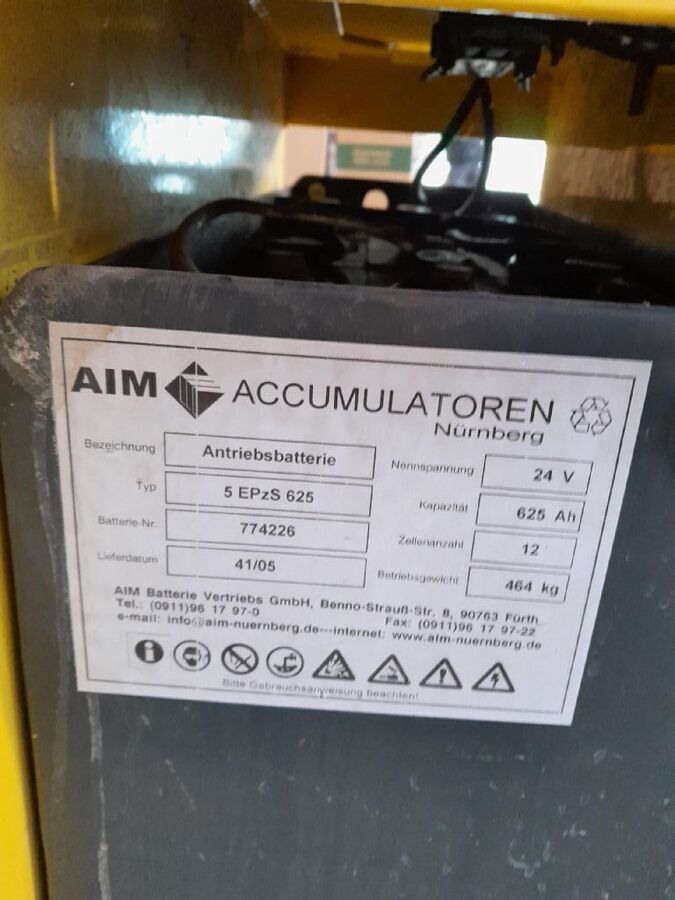 AIM ACCUMULATOREN
Nürnberg
Bezeichnung Antriebsbatterie
Typ 5 EPzS 625
Batterie-Nr. 774226
Lieferdatum 41/05
Nennspannung 24 V
Kapazität 625 Ah
Zellenanzahl 12
Betriebsgewicht 464 kg
AIM Batterie Vertriebs GmbH, Benno-Strauß-Str. 8, 90763 Fürth
Tel.: (0911)96 17 97-0 Fax: (0911)96 17 97-22
e-mail: info@aim-nuernberg.de---internet: www.aim-nuernberg.de
Bitte Gebrauchsanweisung beachten!